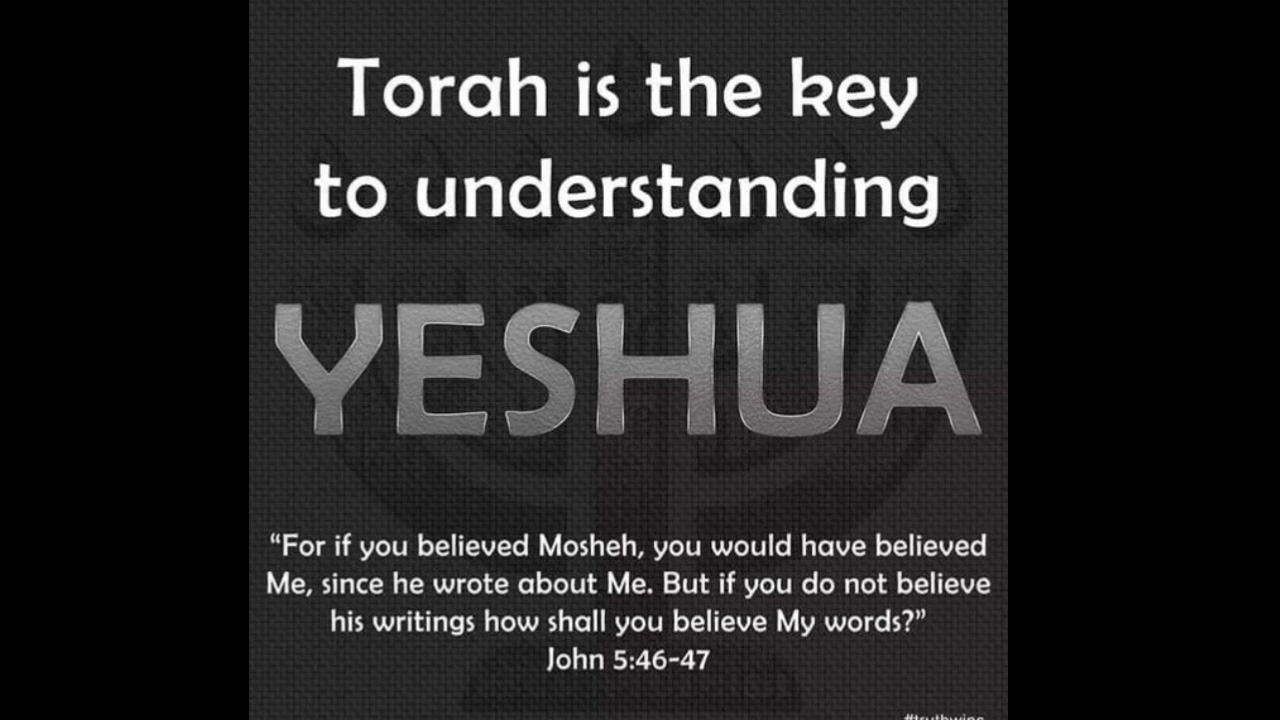 Torah is the key
to understanding
YESHUA
“For if you believed Mosheh, you would have believed
Me, since he wrote about Me. But if you do not believe
his writings how shall you believe My words?”
John 5:46-47